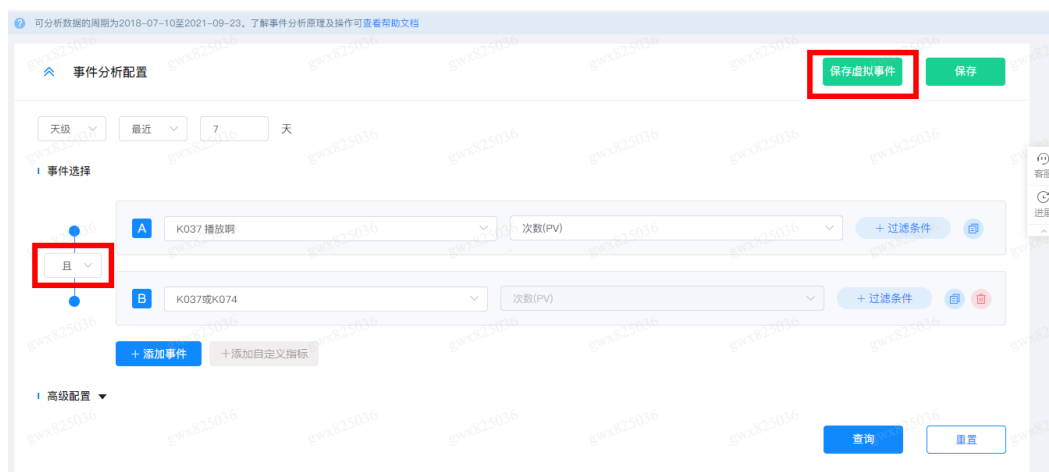 可分析数据的周期为2018-07-10至2021-09-23。了解事件分析原理及操作可查看帮助文档
事件分析配置
保存虚拟事件
保存
天级
最近
7
天
事件选择
客服
进展
A
K037 播放啊
次数(PV)
+ 过滤条件
且
B
K037或K074
次数(PV)
+ 过滤条件
+ 添加事件
+添加自定义指标
高级配置
查询
重置
gwx825036